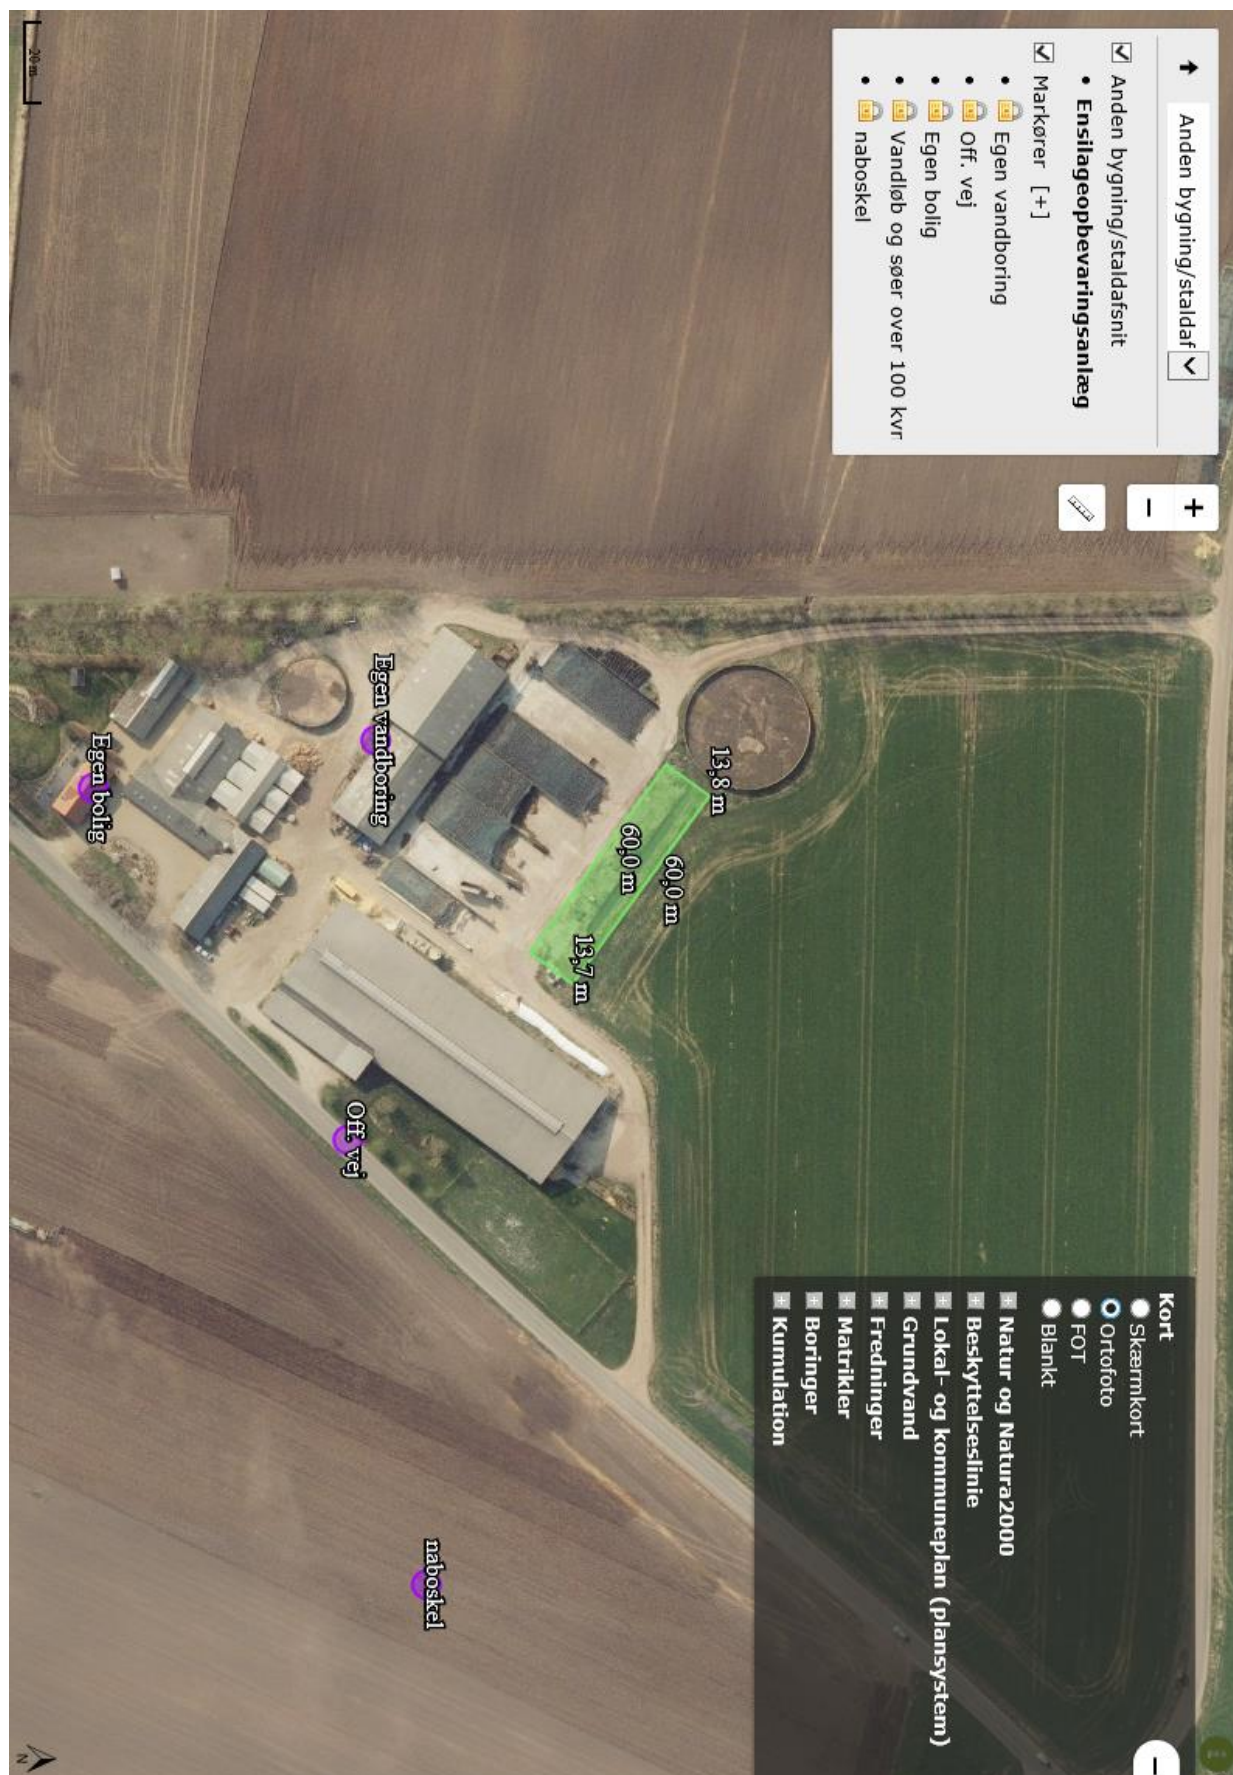 Anden bygning/staldaf
Anden bygning/staldafsnit
• Ensilageopbevaringsanlæg
Markører [+]
• Egen vandboring
• Off. vej
• Egen bolig
• Vandløb og søer over 100 kvr
• naboskel
+
−
Kort
Skærmkort
Ortofoto
FOT
Blankt
+ Natur og Natura2000
+ Beskyttelseslinie
+ Lokal- og kommuneplan (plansystem)
+ Grundvand
+ Fredninger
+ Matrikler
+ Boringer
+ Kumulation
−
13,8 m
60,0 m
60,0 m
13,7 m
Egen vandboring
Egen bolig
Off. vej
naboskel
20 m
N